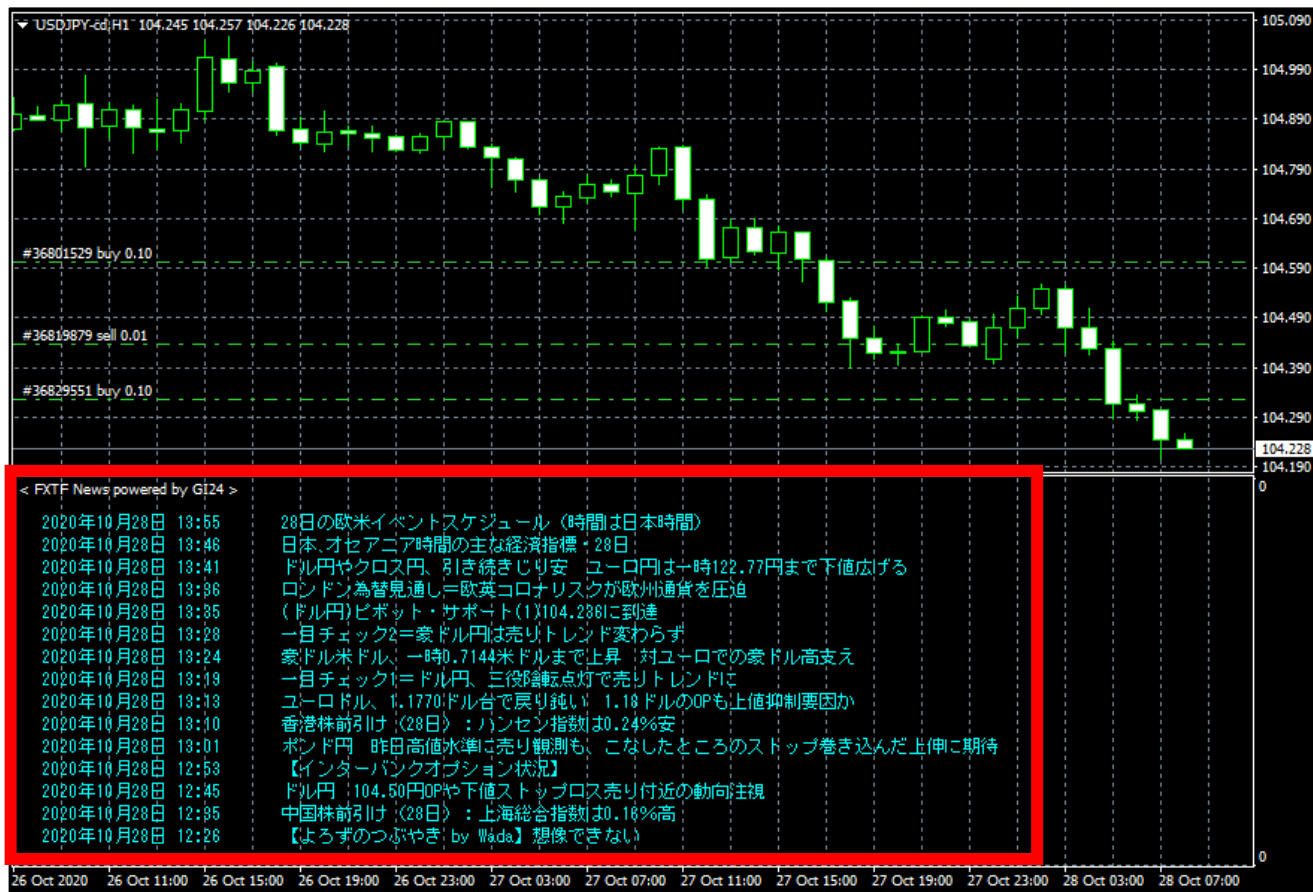 USDJPY-cd,H1 104.245 104.257 104.226 104.228
105.090
104.990
104.890
104.790
104.690
#36801529 buy 0.10
104.590
104.490
#36819879 sell 0.01
104.390
#36829551 buy 0.10
104.290
104.228
104.190
< FXTF News powered by GI24 >
0
2020年10月28日 13:55 28日の欧米イベントスケジュール（時間は日本時間）
2020年10月28日 13:46 日本、オセアニア時間の主な経済指標・28日
2020年10月28日 13:41 ドル円やクロス円、引き続きじり安 ユーロ円は一時122.77円まで下値広げる
2020年10月28日 13:36 ロンドン為替見通し＝欧英コロナリスクが欧州通貨を圧迫
2020年10月28日 13:35 (ドル円)ピボット・サポート(1)104.236に到達
2020年10月28日 13:28 一目チェック2＝豪ドル円は売りトレンド変わらず
2020年10月28日 13:24 豪ドル米ドル、一時0.7144米ドルまで上昇 対ユーロでの豪ドル高支え
2020年10月28日 13:19 一目チェック1＝ドル円、三役陰転点灯で売りトレンドに
2020年10月28日 13:13 ユーロドル、1.1770ドル台で戻り鈍い 1.18ドルのOPも上値抑制要因か
2020年10月28日 13:10 香港株前引け（28日）：ハンセン指数は0.24%安
2020年10月28日 13:01 ポンド円 昨日高値水準に売り観測も、こなしたところのストップ巻き込んだ上伸に期待
2020年10月28日 12:53 【インターバンクオプション状況】
2020年10月28日 12:45 ドル円 104.50円OPや下値ストップロス売り付近の動向注視
2020年10月28日 12:35 中国株前引け（28日）：上海総合指数は0.16%高
2020年10月28日 12:26 【よろずのつぶやき by Wada】想像できない
0
26 Oct 2020 26 Oct 11:00 26 Oct 15:00 26 Oct 19:00 26 Oct 23:00 27 Oct 03:00 27 Oct 07:00 27 Oct 11:00 27 Oct 15:00 27 Oct 19:00 27 Oct 23:00 28 Oct 03:00 28 Oct 07:00